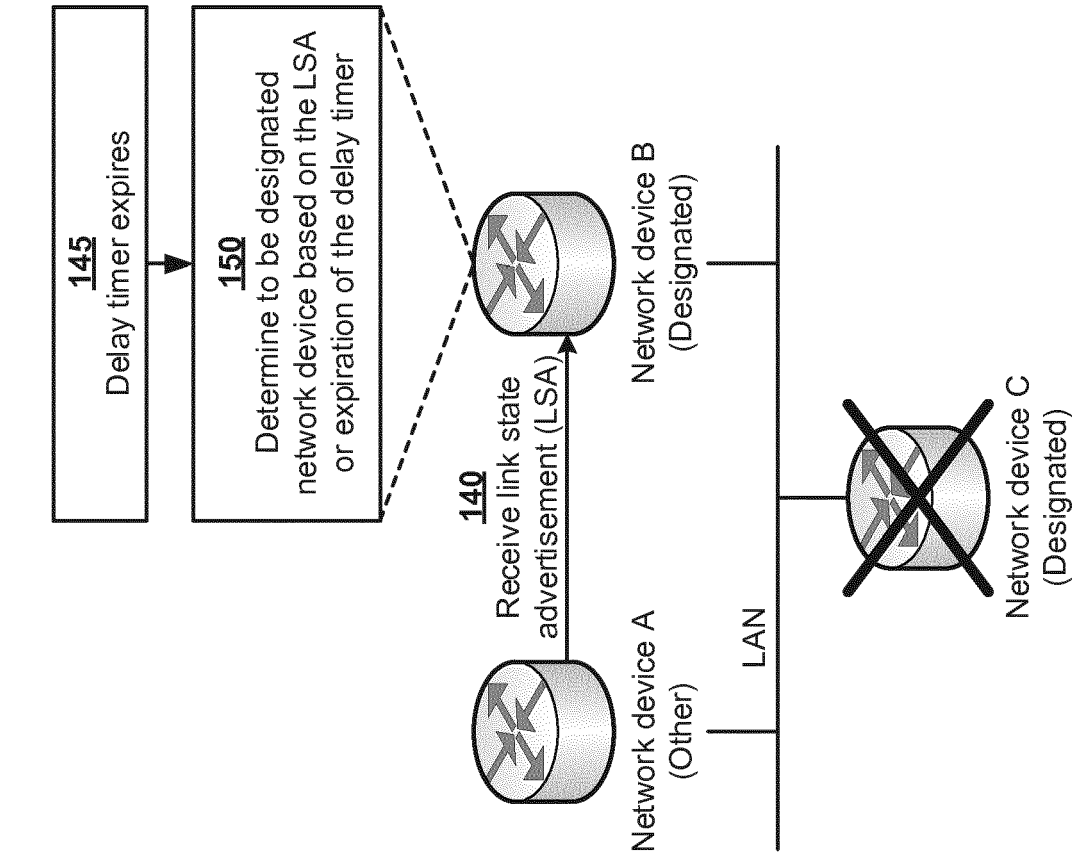 145
Delay timer expires
150
Determine to be designated
network device based on the LSA
or expiration of the delay timer
140
Receive link state
advertisement (LSA)
Network device A
(Other)
Network device B
(Designated)
LAN
Network device C
(Designated)